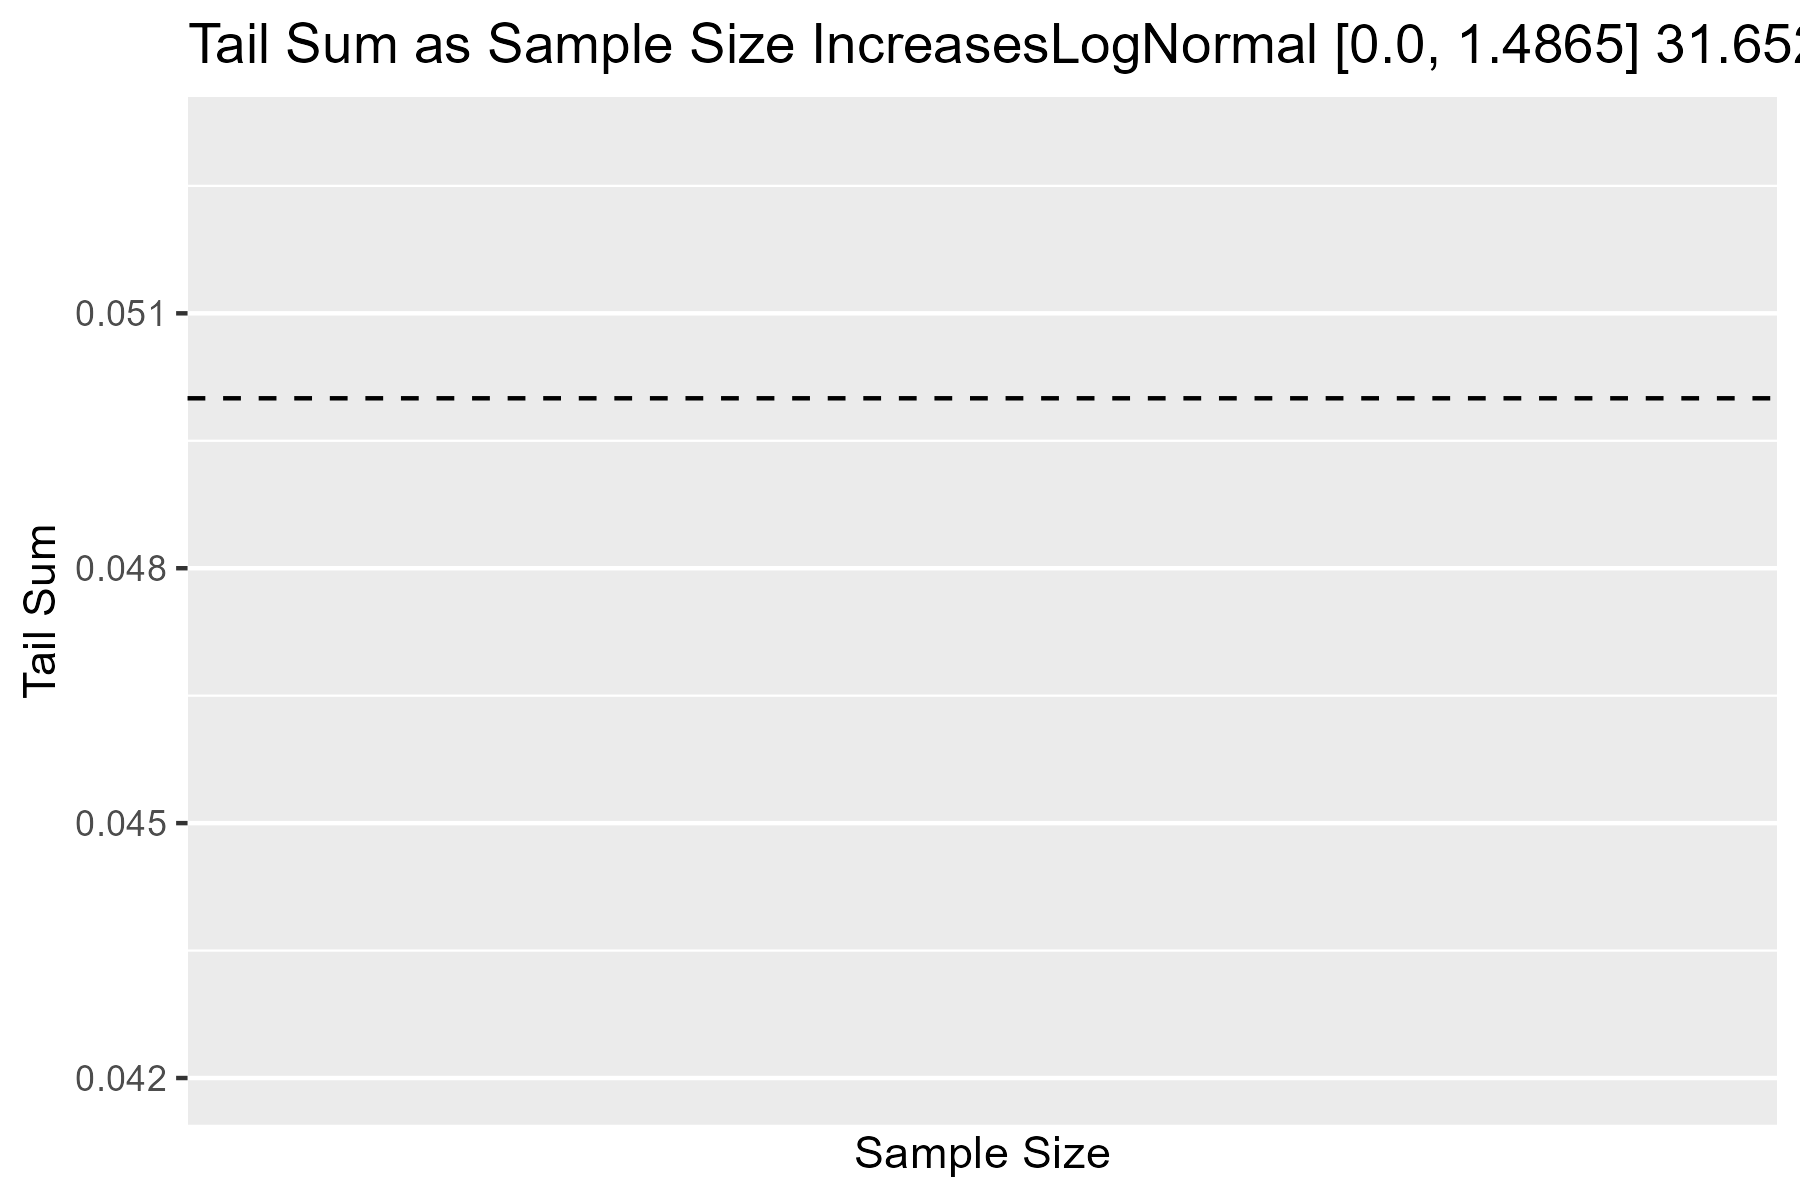 Tail Sum as Sample Size IncreasesLogNormal [0.0, 1.4865] 31.652
0.051
0.048
0.045
0.042
Tail Sum
Sample Size